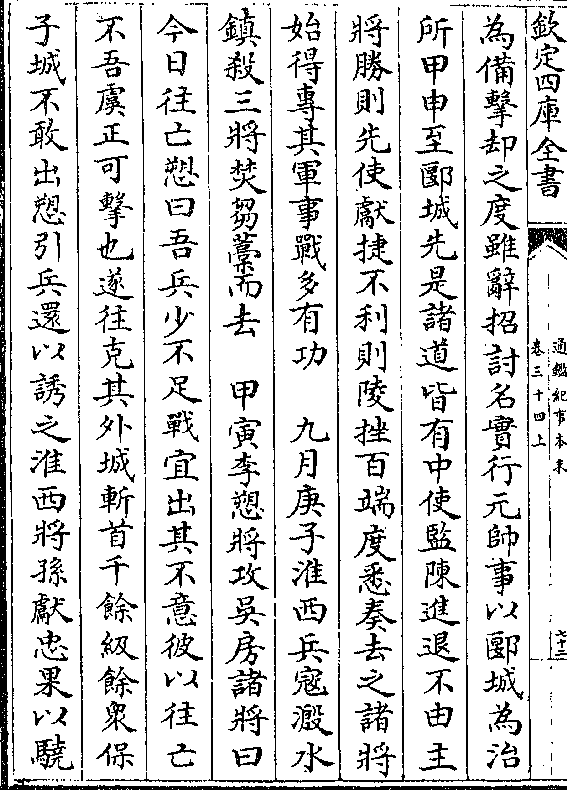 欽定四庫全書
通鑑紀事本末
卷三十四上
七十三
為備擊却之度雖辭招討名實行元帥事以郾城為治
所甲申至郾城先是諸道皆有中使監陳進退不由主
將勝則先使獻捷不利則陵挫百端度悉奏去之諸將
始得專其軍事戰多有功　九月庚子淮西兵寇溵水
鎮殺三將焚芻藁而去　甲寅李愬將攻吳房諸將曰
今日往亡愬曰吾兵少不足戰宜出其不意彼以往亡
不吾虞正可擊也遂往克其外城斬首千餘級餘衆保
子城不敢出愬引兵還以誘之淮西將孫獻忠果以驍